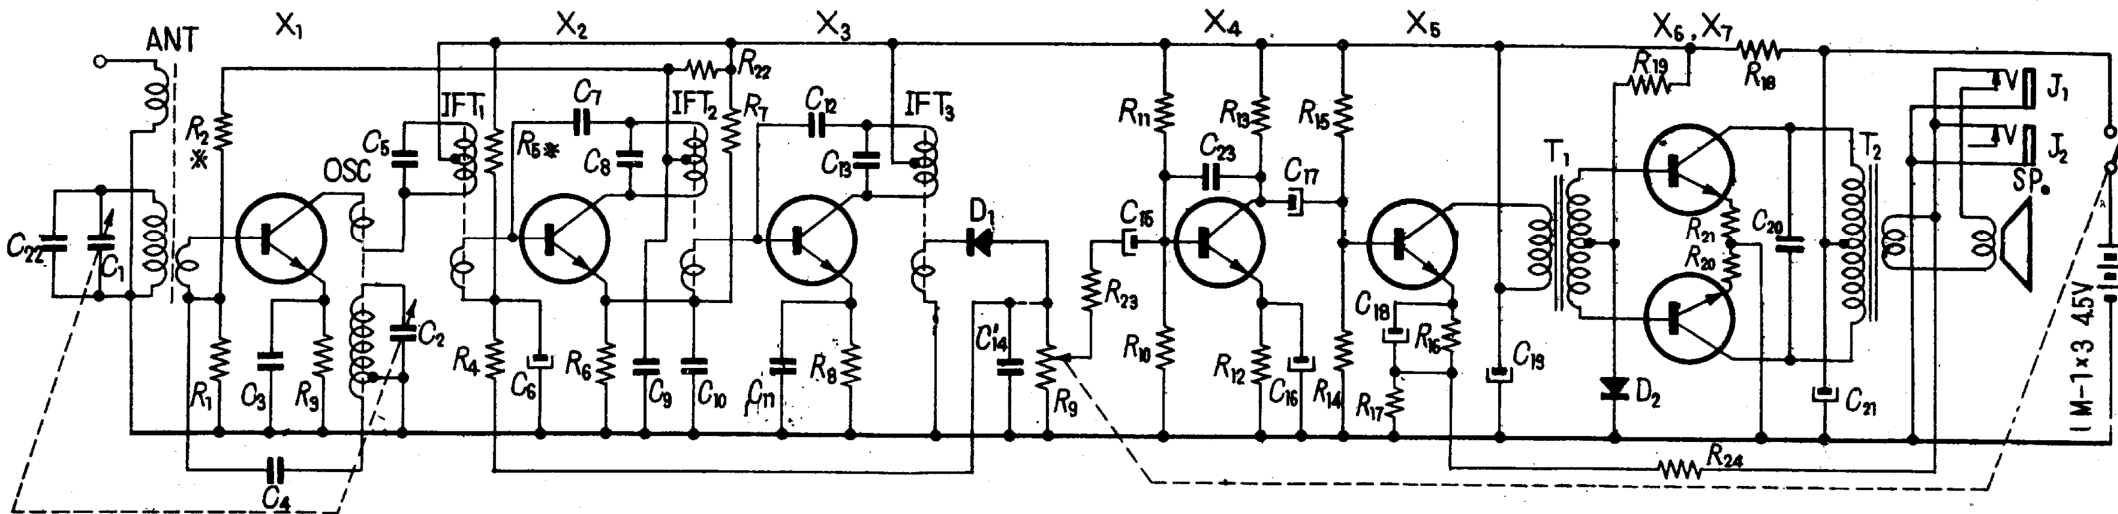 X₁ X₂ X₃ X₄ X₅ X₆, X₇
ANT
R₂
※
C₂₂
C₁
R₁
C₃
R₃
C₄
OSC
C₂
C₅
IFT₁
R₅※
R₄
C₆
C₇
C₈
R₆
C₉
C₁₀
IFT₂
R₂₂
R₇
C₁₂
C₁₃
C₁₁
R₈
IFT₃
D₁
C'₁₄
R₉
R₂₃
C₁₅
R₁₁
R₁₀
C₂₃
R₁₃
R₁₂
C₁₆
C₁₇
R₁₅
R₁₄
C₁₈
R₁₆
R₁₇
C₁₉
R₂₄
T₁
R₁₉
D₂
R₂₁
R₂₀
R₁₈
C₂₀
T₂
C₂₁
J₁
J₂
SP.
1M-1×3 4.5V